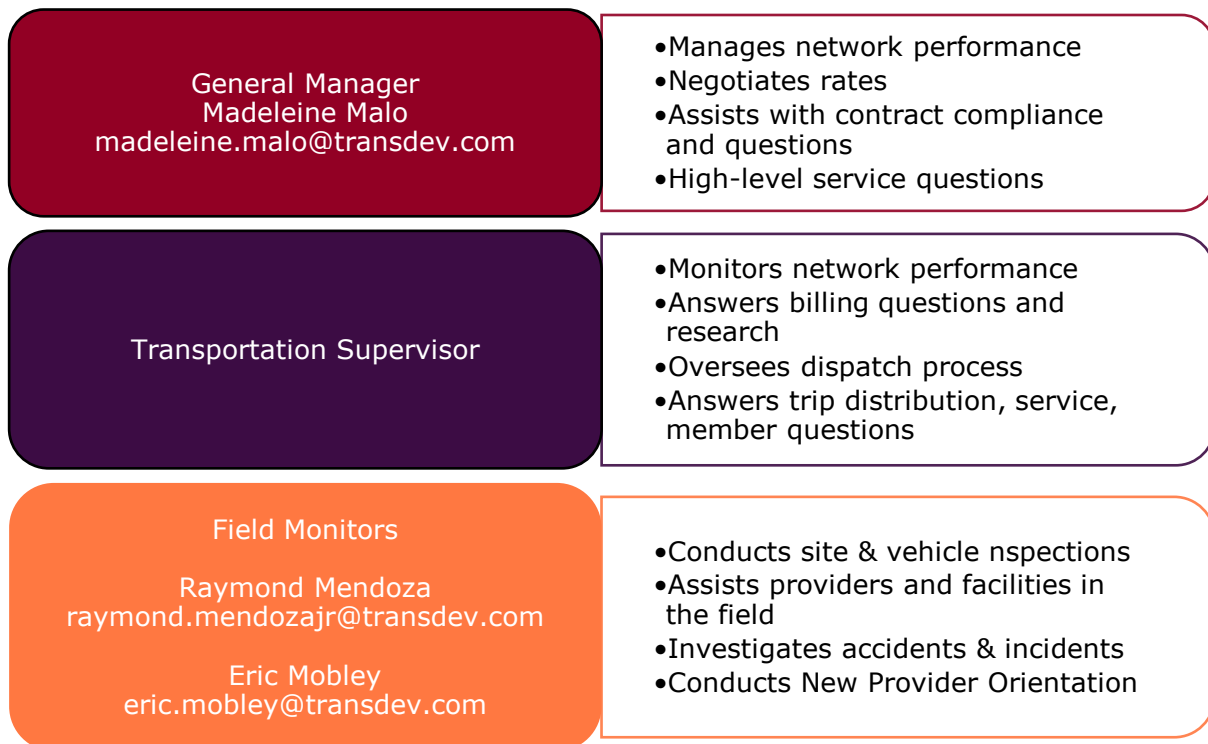 General Manager
Madeleine Malo
madeleine.malo@transdev.com
•Manages network performance
•Negotiates rates
•Assists with contract compliance
and questions
•High-level service questions
Transportation Supervisor
•Monitors network performance
•Answers billing questions and
research
•Oversees dispatch process
•Answers trip distribution, service,
member questions
Field Monitors
Raymond Mendoza
raymond.mendozajr@transdev.com
Eric Mobley
eric.mobley@transdev.com
•Conducts site & vehicle nspections
•Assists providers and facilities in
the field
•Investigates accidents & incidents
•Conducts New Provider Orientation